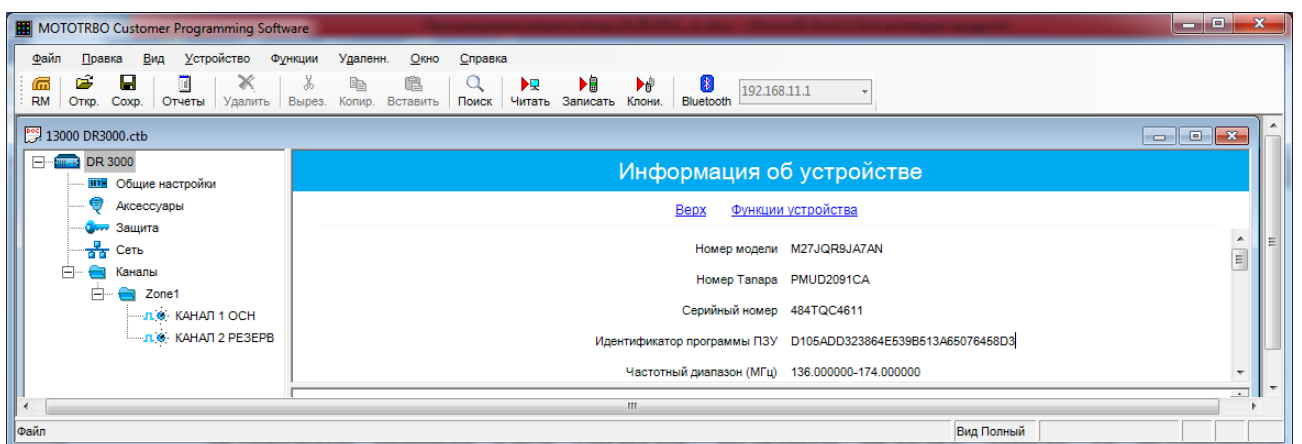 MOTOTRBO Customer Programming Software
Файл Правка Вид Устройство Функции Удаленн. Окно Справка
RM Откр. Сохр. Отчеты Удалить Вырез. Копир. Вставить Поиск Читать Записать Клони. Bluetooth 192.168.11.1
13000 DR3000.ctb
DR 3000
Общие настройки
Аксессуары
Защита
Сеть
Каналы
Zone1
КАНАЛ 1 ОСН
КАНАЛ 2 РЕЗЕРВ
Информация об устройстве
Верх Функции устройства
Номер модели M27JQR9JA7AN
Номер Танара PMUD2091CA
Серийный номер 484TQC4611
Идентификатор программы ПЗУ D105ADD323864E539B513A65076458D3
Частотный диапазон (МГц) 136.000000-174.000000
Файл Вид Полный